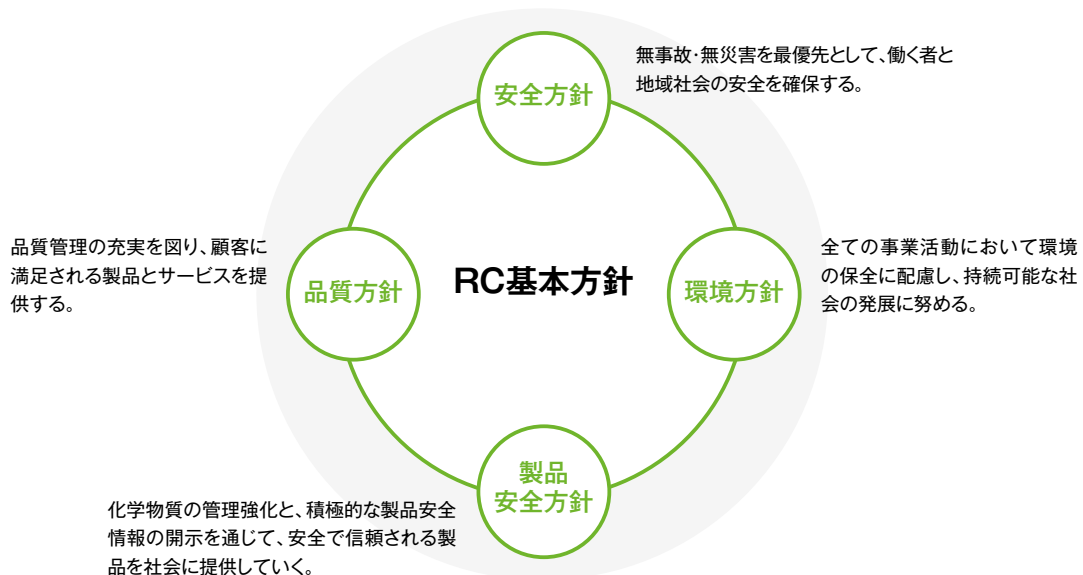 安全方針
無事故・無災害を最優先として、働く者と
地域社会の安全を確保する。
品質管理の充実を図り、顧客に
満足される製品とサービスを提
供する。
品質方針
RC基本方針
環境方針
全ての事業活動において環境
の保全に配慮し、持続可能な社
会の発展に努める。
製品
安全方針
化学物質の管理強化と、積極的な製品安全
情報の開示を通じて、安全で信頼される製
品を社会に提供していく。